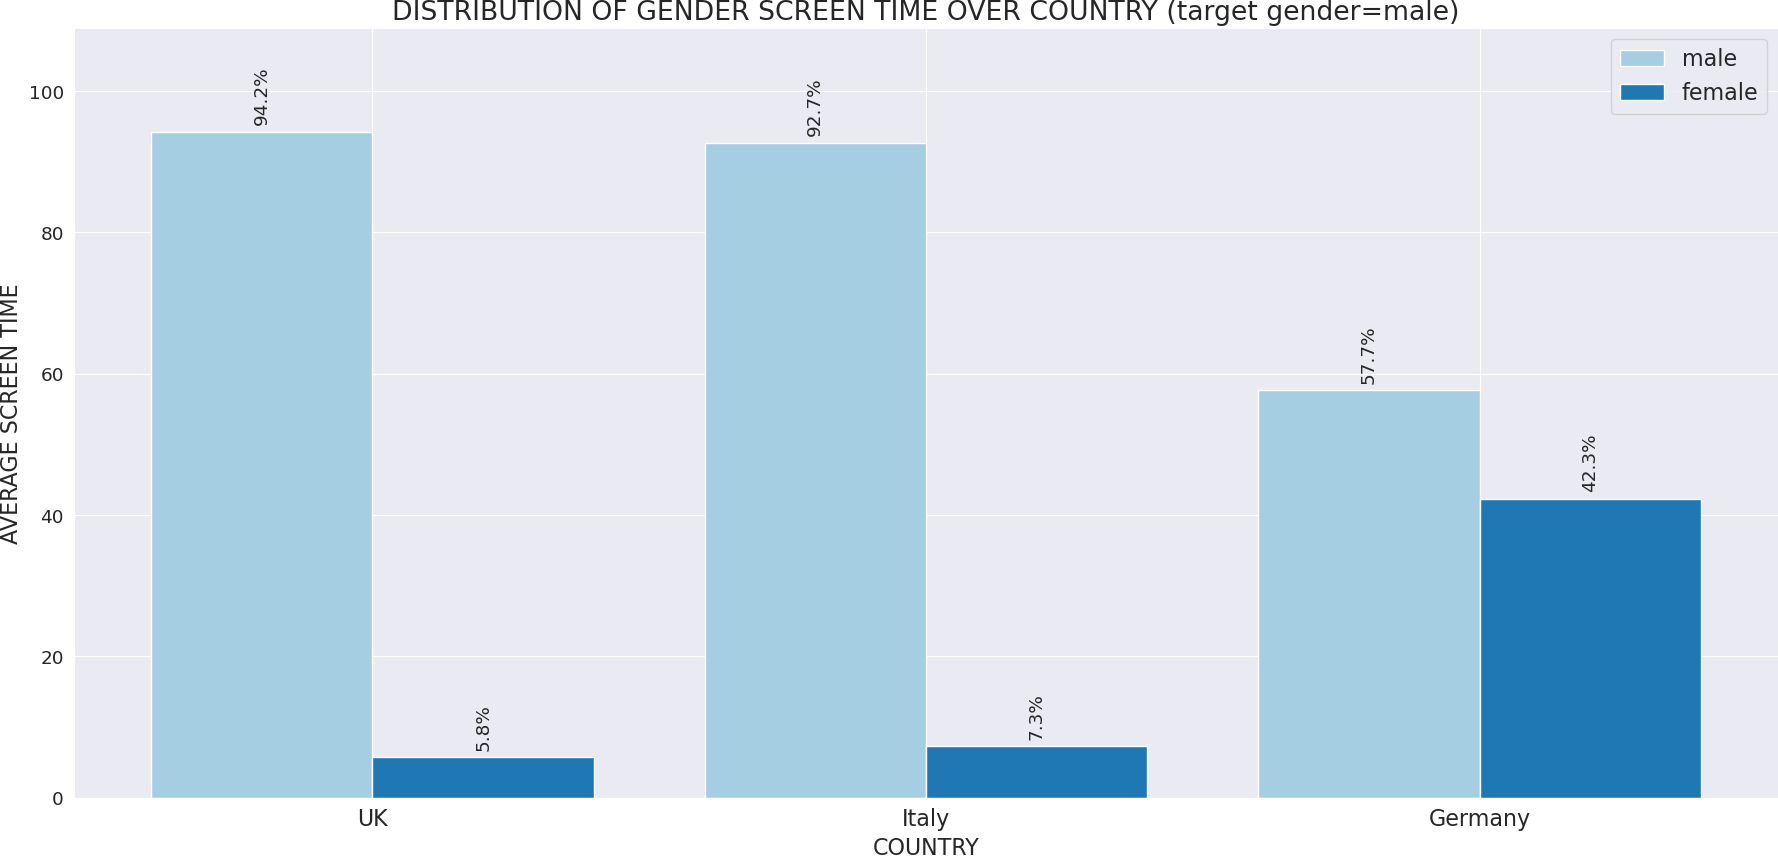 DISTRIBUTION OF GENDER SCREEN TIME OVER COUNTRY (target gender=male)
male
female
100
80
60
40
20
0
AVERAGE SCREEN TIME
94.2%
5.8%
92.7%
7.3%
57.7%
42.3%
UK
Italy
Germany
COUNTRY